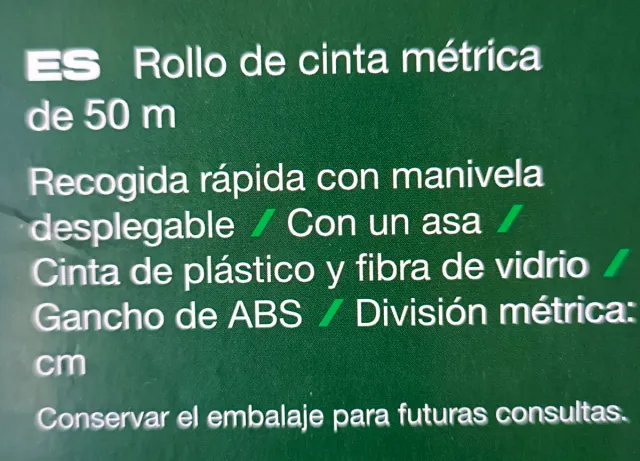 ES Rollo de cinta métrica
de 50 m
Recogida rápida con manivela
desplegable / Con un asa /
Cinta de plástico y fibra de vidrio /
Gancho de ABS / División métrica:
cm
Conservar el embalaje para futuras consultas.